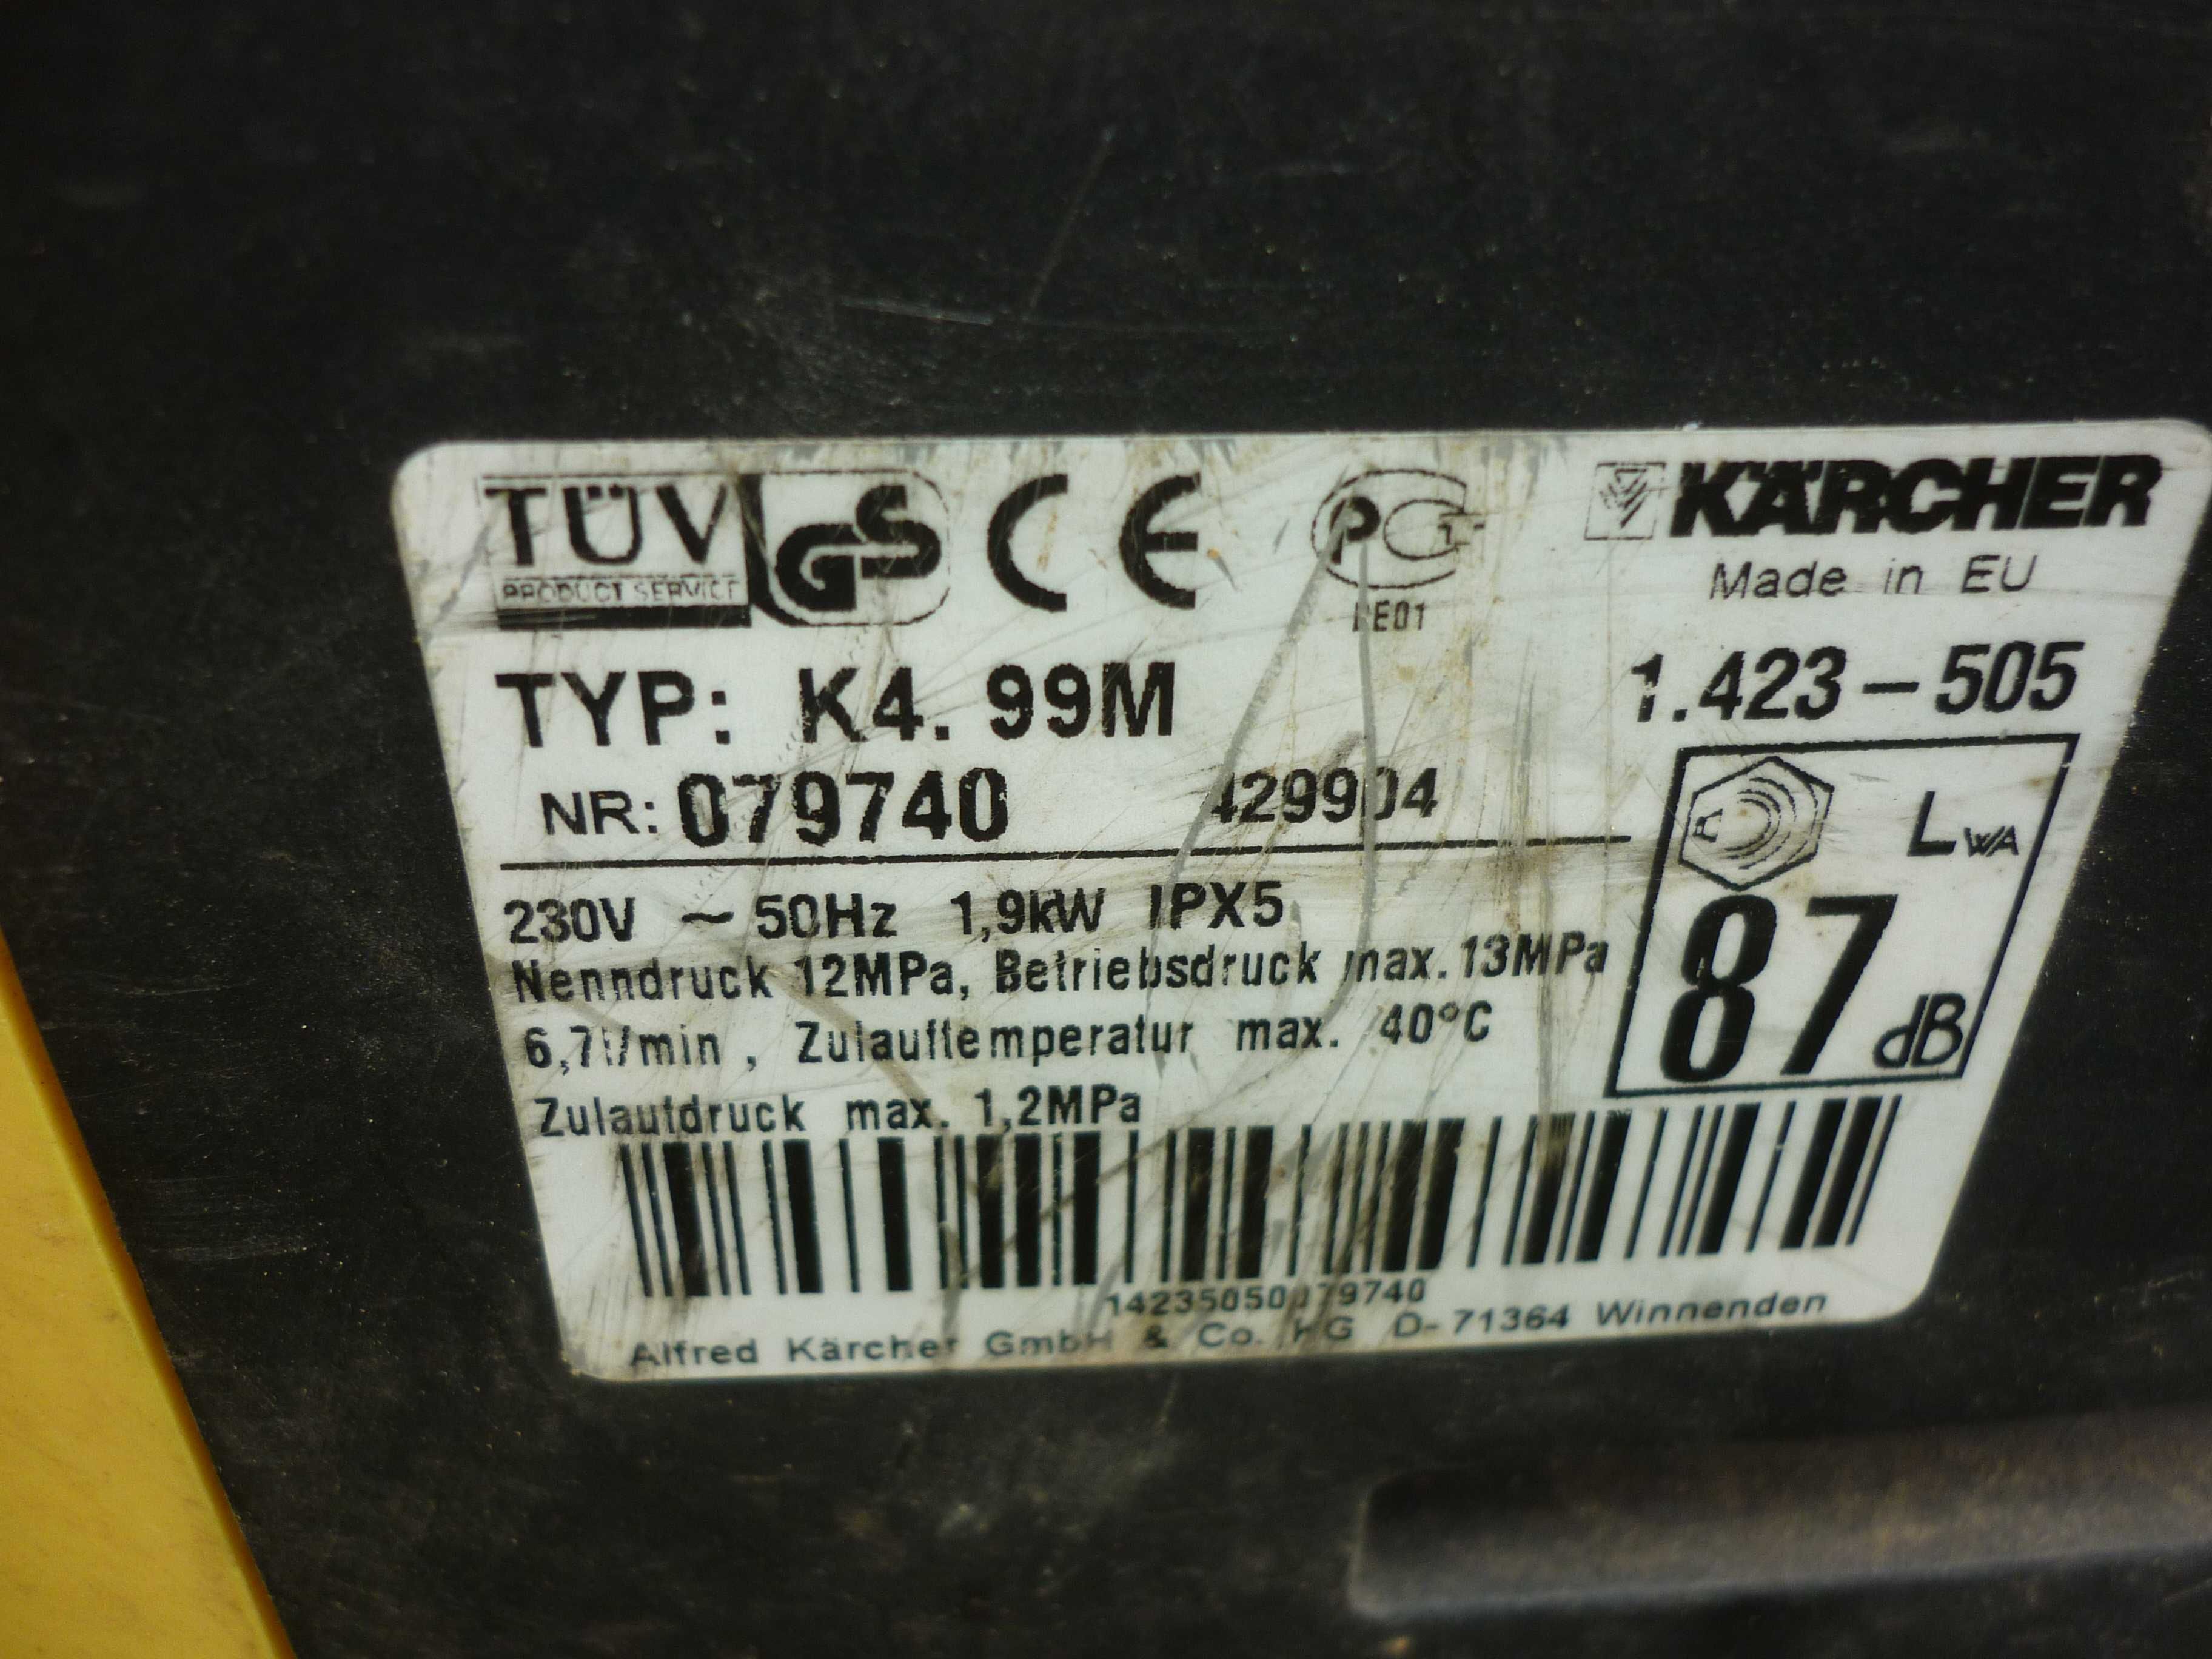 TÜV GS CE PCT KÄRCHER
PRODUCT SERVICE
Made in EU
TYP: K4. 99M 1.423-505
NR: 079740 429904
LWA
230V ~ 50Hz 1,9kW IPX5
87 dB
Nenndruck 12MPa, Betriebsdruck max. 13MPa
6,7l/min , Zulauftemperatur max. 40°C
Zulaufdruck max. 1,2MPa
14235050079740
Alfred Kärcher GmbH & Co. KG D-71364 Winnenden